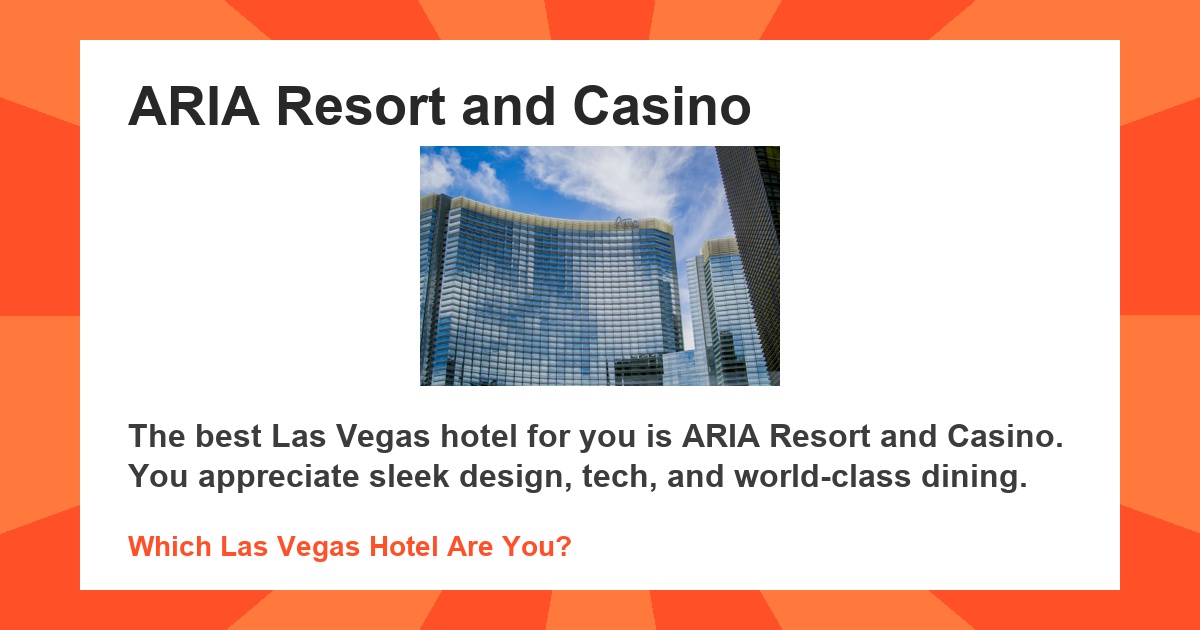 ARIA Resort and Casino
The best Las Vegas hotel for you is ARIA Resort and Casino.
You appreciate sleek design, tech, and world-class dining.
Which Las Vegas Hotel Are You?